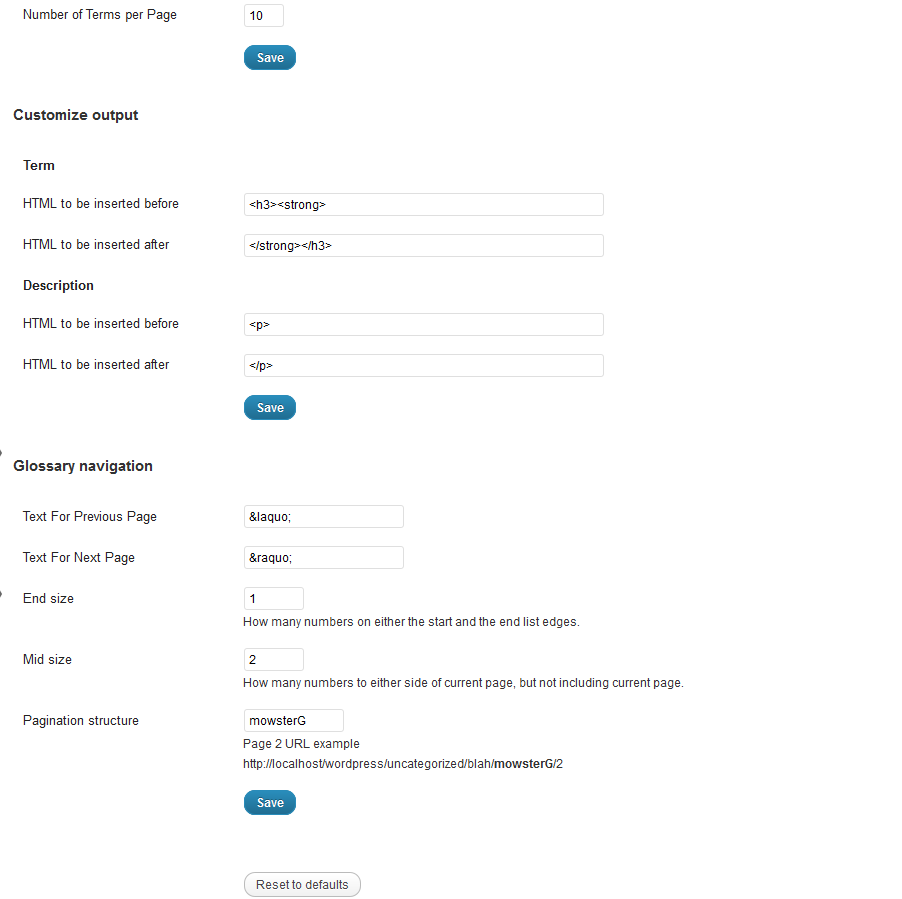 Number of Terms per Page 10
Save
Customize output
Term
HTML to be inserted before <h3><strong>
HTML to be inserted after </strong></h3>
Description
HTML to be inserted before <p>
HTML to be inserted after </p>
Save
Glossary navigation
Text For Previous Page &laquo;
Text For Next Page &raquo;
End size 1
How many numbers on either the start and the end list edges.
Mid size 2
How many numbers to either side of current page, but not including current page.
Pagination structure mowsterG
Page 2 URL example
http://localhost/wordpress/uncategorized/blah/mowsterG/2
Save
Reset to defaults